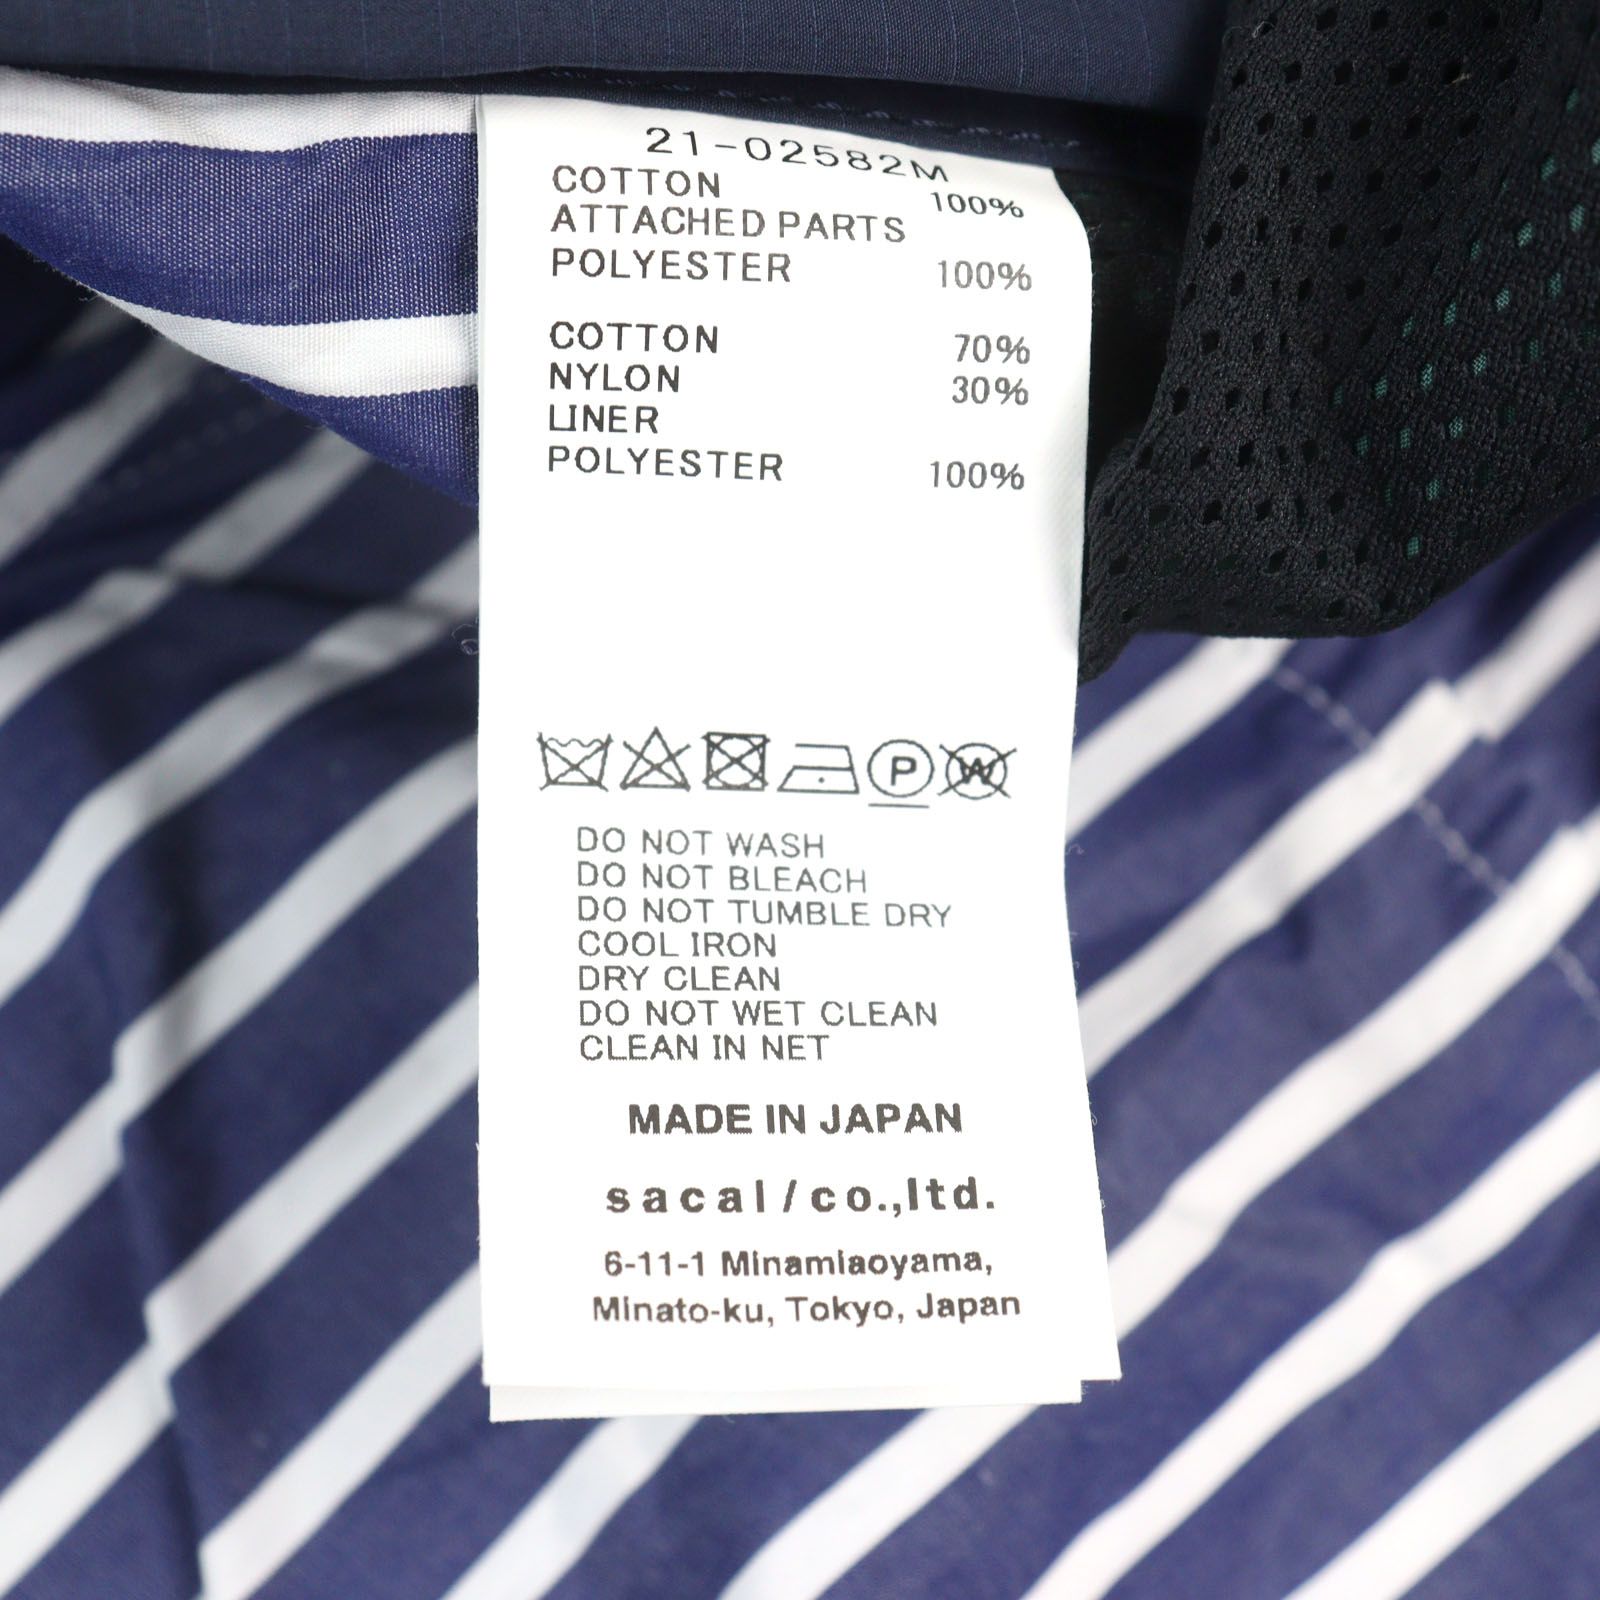 21-02582M
COTTON 100%
ATTACHED PARTS
POLYESTER 100%
COTTON 70%
NYLON 30%
LINER
POLYESTER 100%
P W
DO NOT WASH
DO NOT BLEACH
DO NOT TUMBLE DRY
COOL IRON
DRY CLEAN
DO NOT WET CLEAN
CLEAN IN NET
MADE IN JAPAN
sacai/co.,ltd.
6-11-1 Minamiaoyama,
Minato-ku, Tokyo, Japan